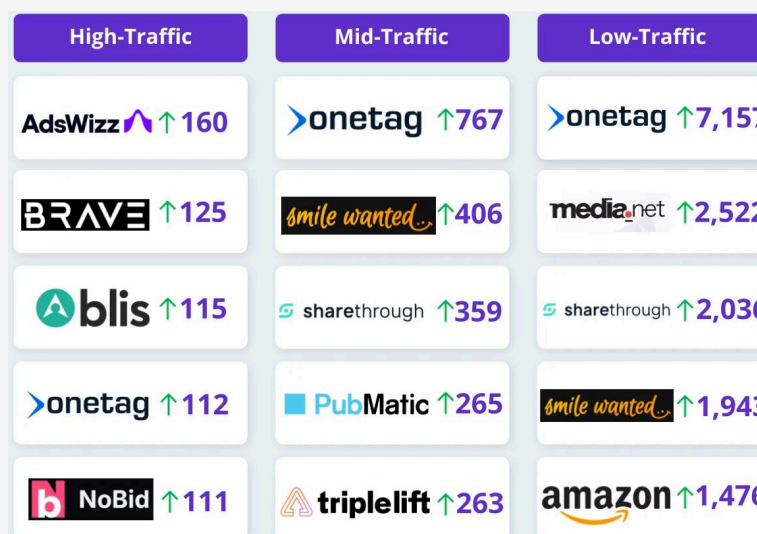 High-Traffic
AdsWizz ↑160
BRAVE ↑125
blis ↑115
onetag ↑112
b NoBid ↑111
Mid-Traffic
onetag ↑767
smile wanted... ↑406
sharethrough ↑359
PubMatic ↑265
triplelift ↑263
Low-Traffic
onetag ↑7,157
media.net ↑2,522
sharethrough ↑2,036
smile wanted... ↑1,943
amazon ↑1,476